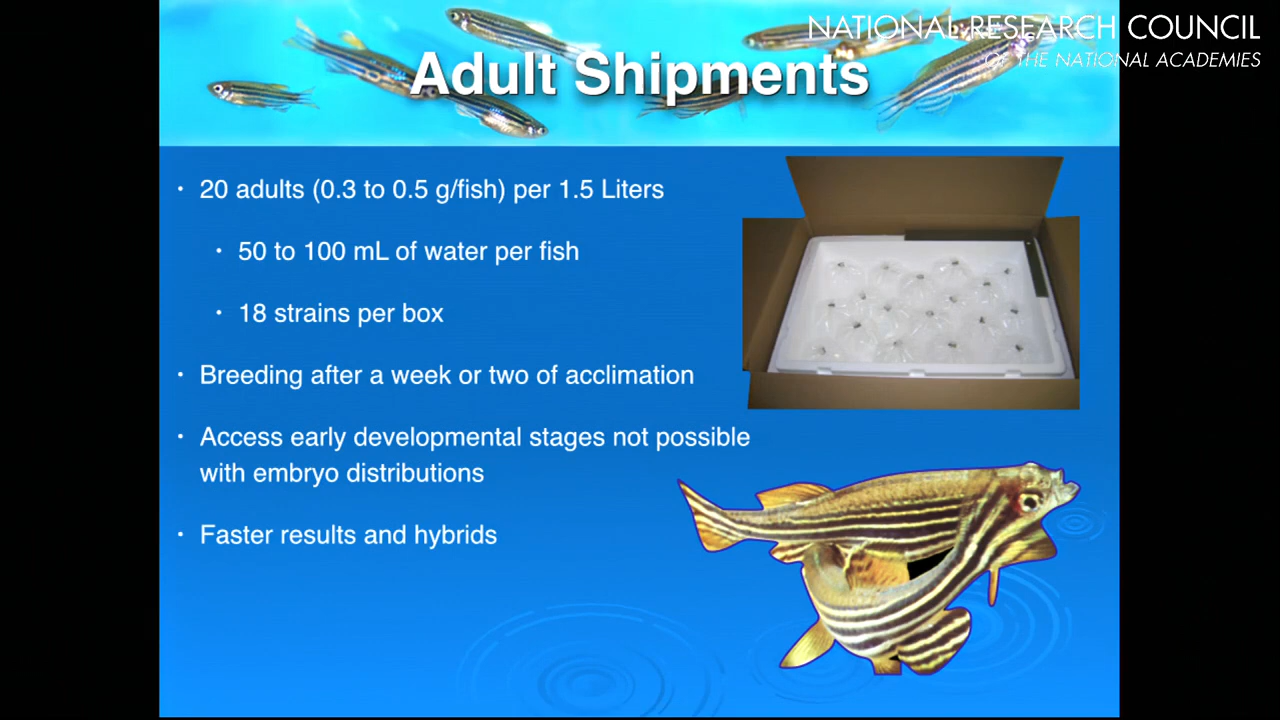 NATIONAL RESEARCH COUNCIL
OF THE NATIONAL ACADEMIES
Adult Shipments
• 20 adults (0.3 to 0.5 g/fish) per 1.5 Liters
• 50 to 100 mL of water per fish
• 18 strains per box
• Breeding after a week or two of acclimation
• Access early developmental stages not possible
with embryo distributions
• Faster results and hybrids